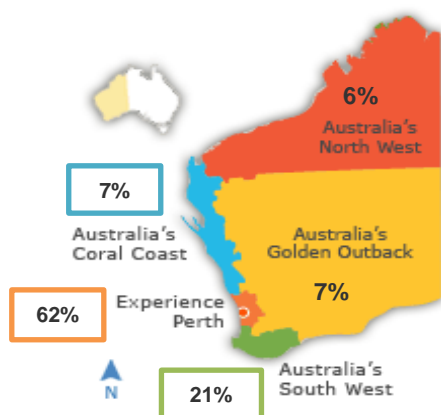 6%
Australia's
North West
7%
Australia's
Coral Coast
Australia's
Golden Outback
7%
62%
Experience
Perth
N
21%
Australia's
South West